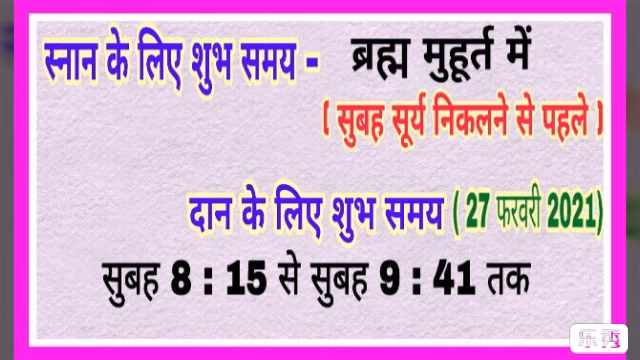 स्नान के लिए शुभ समय - ब्रह्म मुहूर्त में
( सुबह सूर्य निकलने से पहले )
दान के लिए शुभ समय ( 27 फरवरी 2021)
सुबह 8 : 15 से सुबह 9 : 41 तक
乐秀